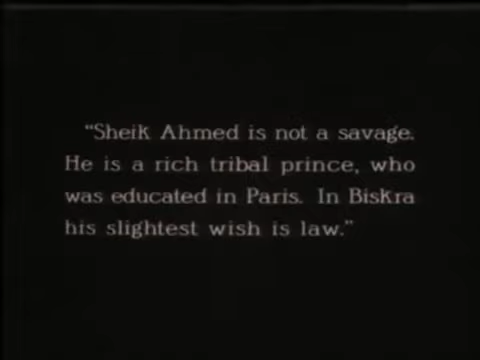 “Sheik Ahmed is not a savage.
He is a rich tribal prince, who
was educated in Paris. In Biskra
his slightest wish is law.”